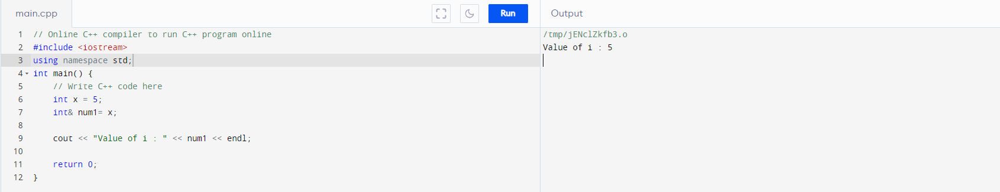 main.cpp
Run
Output
1 // Online C++ compiler to run C++ program online
2 #include <iostream>
3 using namespace std;
4 int main() {
5     // Write C++ code here
6     int x = 5;
7     int& num1= x;
8
9     cout << "Value of i : " << num1 << endl;
10
11     return 0;
12 }
/tmp/jENclZkfb3.o
Value of i : 5